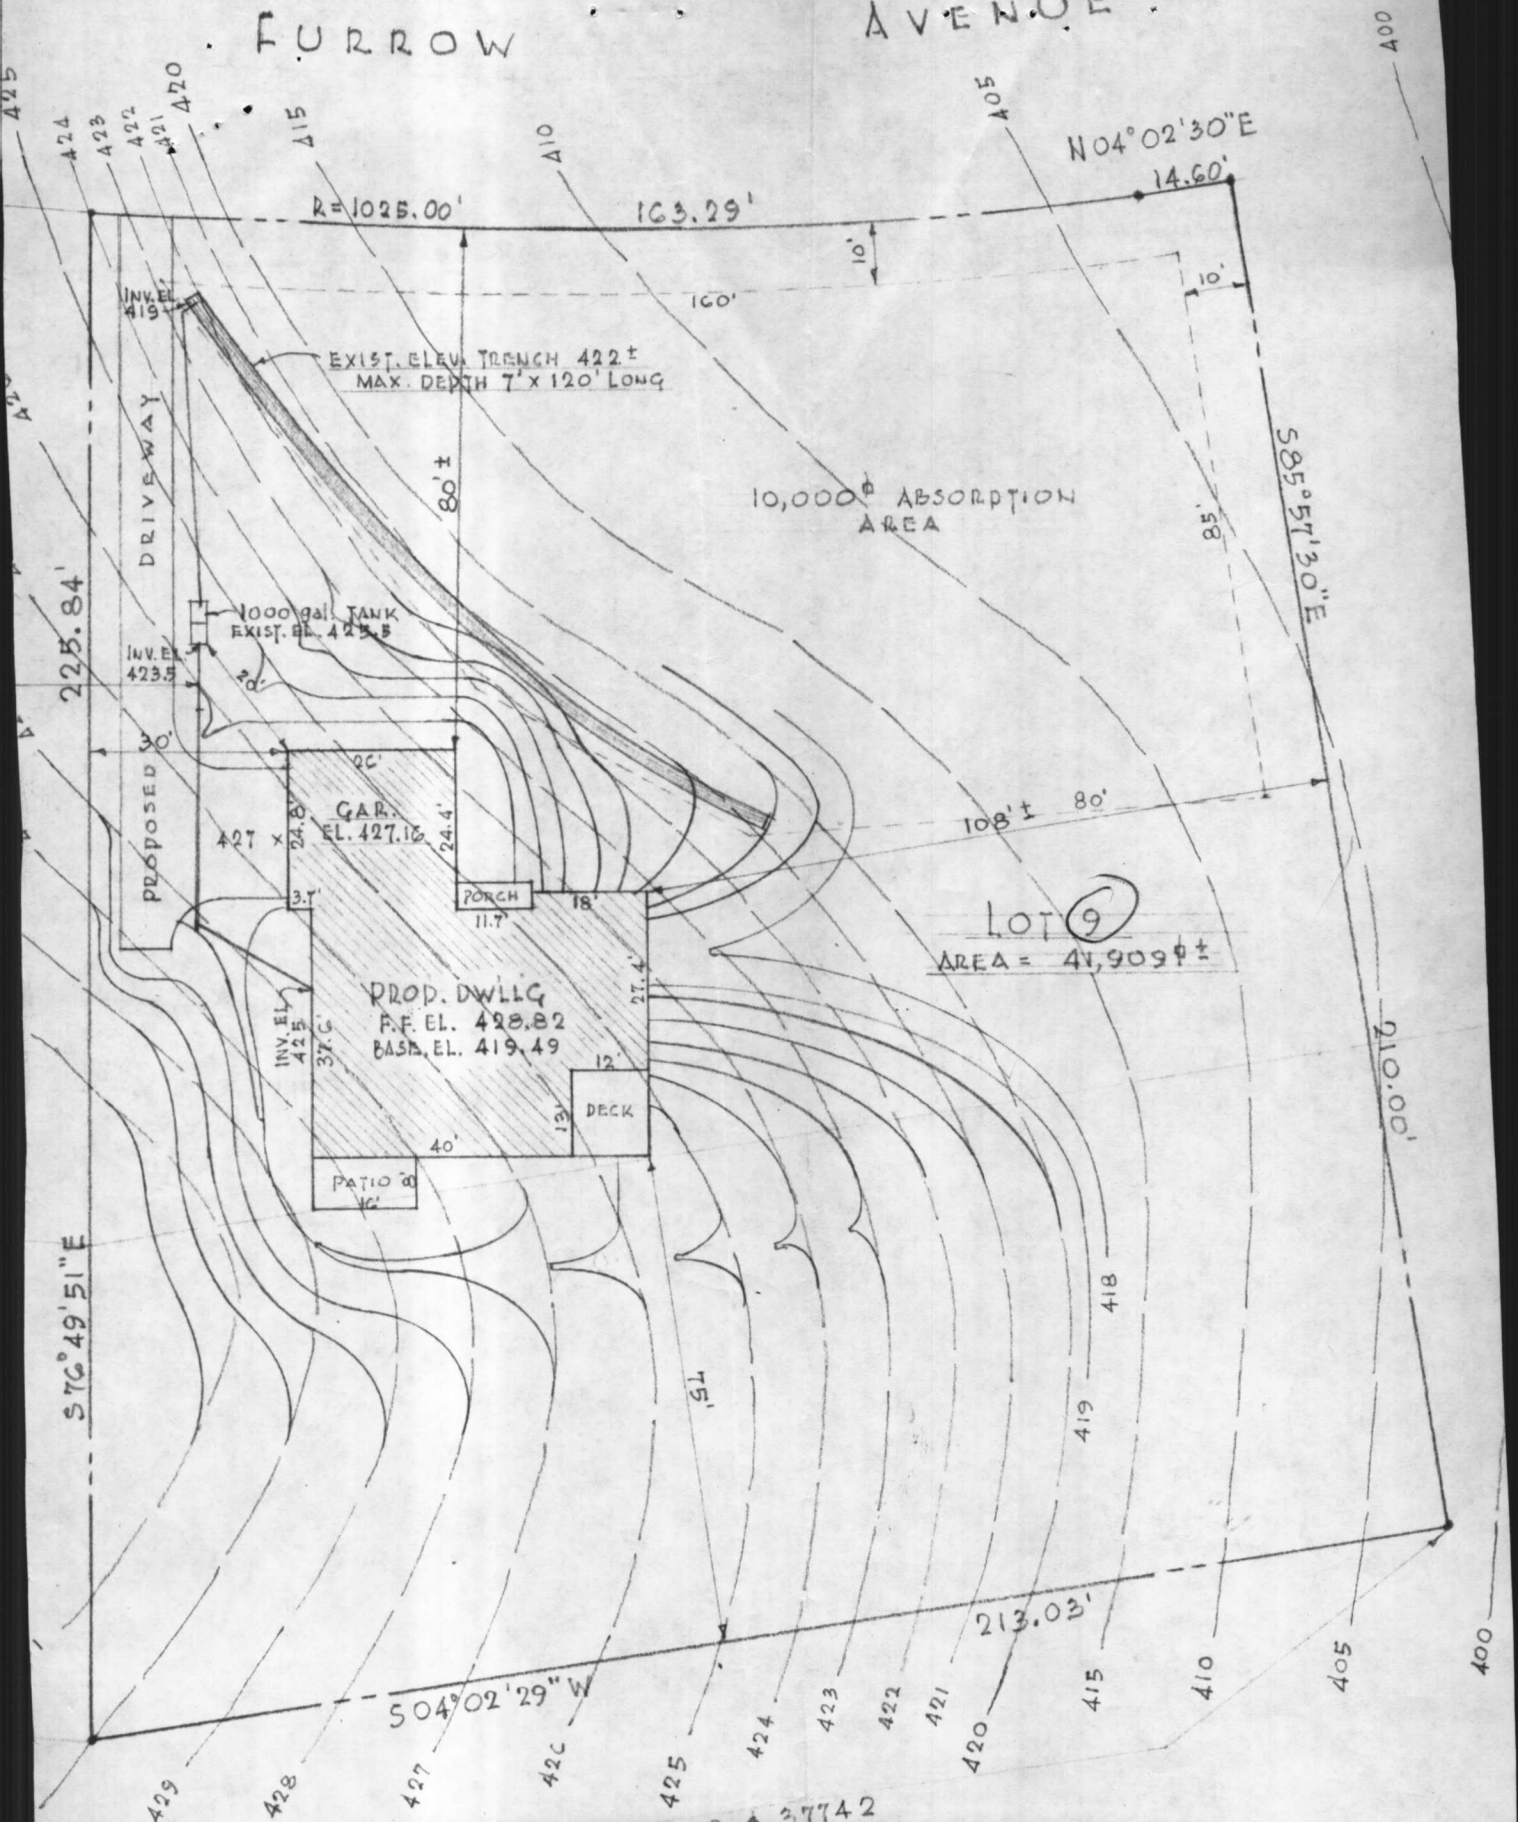 FURROW AVENUE
425
424
423
422
421
420
415
410
405
400
N04°02'30"E
14.60'
R=1025.00'
163.29'
10'
10'
160'
INV. EL.
419
EXIST. ELEV. TRENCH 422±
MAX. DEPTH 7' X 120' LONG
DRIVEWAY
80'±
10,000⌽ ABSORPTION
AREA
85'
S85°57'30"E
225.84'
1000 gal. TANK
EXIST. EL. 425.5
INV. EL.
423.5
20'
30'
PROPOSED
26'
GAR.
EL. 427.16
24.8'
24.4'
427 x
3.7'
PORCH
11.7'
18'
108'±
80'
LOT 9
AREA = 41,909⌽±
27.4'
PROP. DWLLG
F.F. EL. 428.82
BASE. EL. 419.49
INV. EL.
425
37.6'
12'
13'
DECK
40'
PATIO 8'
16'
210.00'
S76°49'51"E
418
419
75'
213.03'
S04°02'29"W
429
428
427
426
425
424
423
422
421
420
415
410
405
400
37742